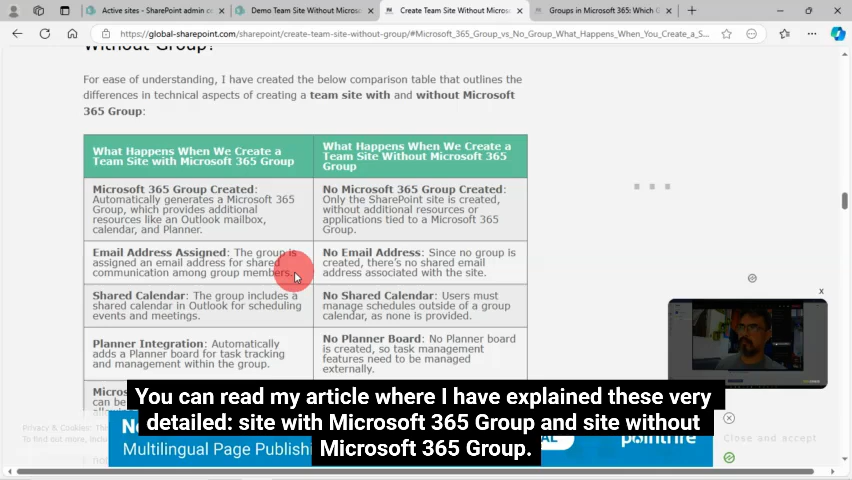 Active sites - SharePoint admin c
Demo Team Site Without Microso
Create Team Site Without Microso
Groups in Microsoft 365: Which G
https://global-sharepoint.com/sharepoint/create-team-site-without-group/#Microsoft_365_Group_vs_No_Group_What_Happens_When_You_Create_a_S...
Without Group?
For ease of understanding, I have created the below comparison table that outlines the
differences in technical aspects of creating a team site with and without Microsoft
365 Group:
What Happens When We Create a
Team Site with Microsoft 365 Group
What Happens When We Create a
Team Site Without Microsoft 365
Group
Microsoft 365 Group Created:
Automatically generates a Microsoft 365
Group, which provides additional
resources like an Outlook mailbox,
calendar, and Planner.
No Microsoft 365 Group Created:
Only the SharePoint site is created,
without additional resources or
applications tied to a Microsoft 365
Group.
Email Address Assigned: The group is
assigned an email address for shared
communication among group members.
No Email Address: Since no group is
created, there's no shared email
address associated with the site.
Shared Calendar: The group includes a
shared calendar in Outlook for scheduling
events and meetings.
No Shared Calendar: Users must
manage schedules outside of a group
calendar, as none is provided.
Planner Integration: Automatically
adds a Planner board for task tracking
and management within the group.
No Planner Board: No Planner board
is created, so task management
features need to be managed
externally.
You can read my article where I have explained these very
detailed: site with Microsoft 365 Group and site without
Microsoft 365 Group.
Privacy & Cookies: This
To find out more, inclu
Multilingual Page Publishi
pointfire
Close and accept
X